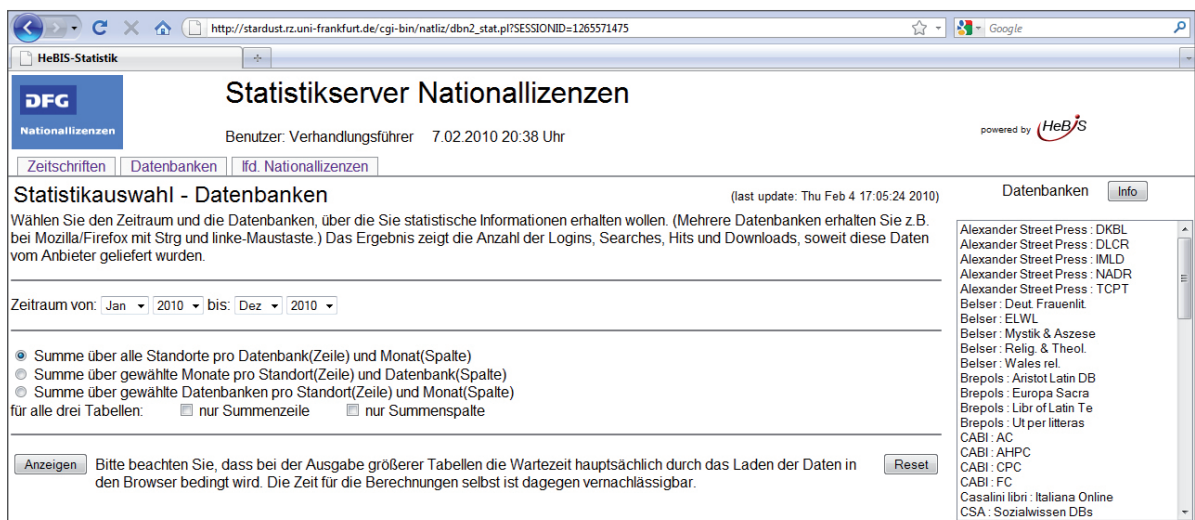 http://stardust.rz.uni-frankfurt.de/cgi-bin/natliz/dbn2_stat.pl?SESSIONID=1265571475
Google
HeBIS-Statistik
DFG
Nationallizenzen
Statistikserver Nationallizenzen
Benutzer: Verhandlungsführer 7.02.2010 20:38 Uhr
powered by HeBIS
Zeitschriften Datenbanken lfd. Nationallizenzen
Statistikauswahl - Datenbanken
(last update: Thu Feb 4 17:05:24 2010)
Wählen Sie den Zeitraum und die Datenbanken, über die Sie statistische Informationen erhalten wollen. (Mehrere Datenbanken erhalten Sie z.B.
bei Mozilla/Firefox mit Strg und linke-Maustaste.) Das Ergebnis zeigt die Anzahl der Logins, Searches, Hits und Downloads, soweit diese Daten
vom Anbieter geliefert wurden.
Zeitraum von: Jan 2010 bis: Dez 2010
Summe über alle Standorte pro Datenbank(Zeile) und Monat(Spalte)
Summe über gewählte Monate pro Standort(Zeile) und Datenbank(Spalte)
Summe über gewählte Datenbanken pro Standort(Zeile) und Monat(Spalte)
für alle drei Tabellen: nur Summenzeile nur Summenspalte
Anzeigen
Bitte beachten Sie, dass bei der Ausgabe größerer Tabellen die Wartezeit hauptsächlich durch das Laden der Daten in
den Browser bedingt wird. Die Zeit für die Berechnungen selbst ist dagegen vernachlässigbar.
Reset
Datenbanken Info
Alexander Street Press : DKBL
Alexander Street Press : DLCR
Alexander Street Press : IMLD
Alexander Street Press : NADR
Alexander Street Press : TCPT
Belser : Deut. Frauenlit.
Belser : ELWL
Belser : Mystik & Aszese
Belser : Relig. & Theol.
Belser : Wales rel.
Brepols : Aristot Latin DB
Brepols : Europa Sacra
Brepols : Libr of Latin Te
Brepols : Ut per litteras
CABI : AC
CABI : AHPC
CABI : CPC
CABI : FC
Casalini libri : Italiana Online
CSA : Sozialwissen DBs